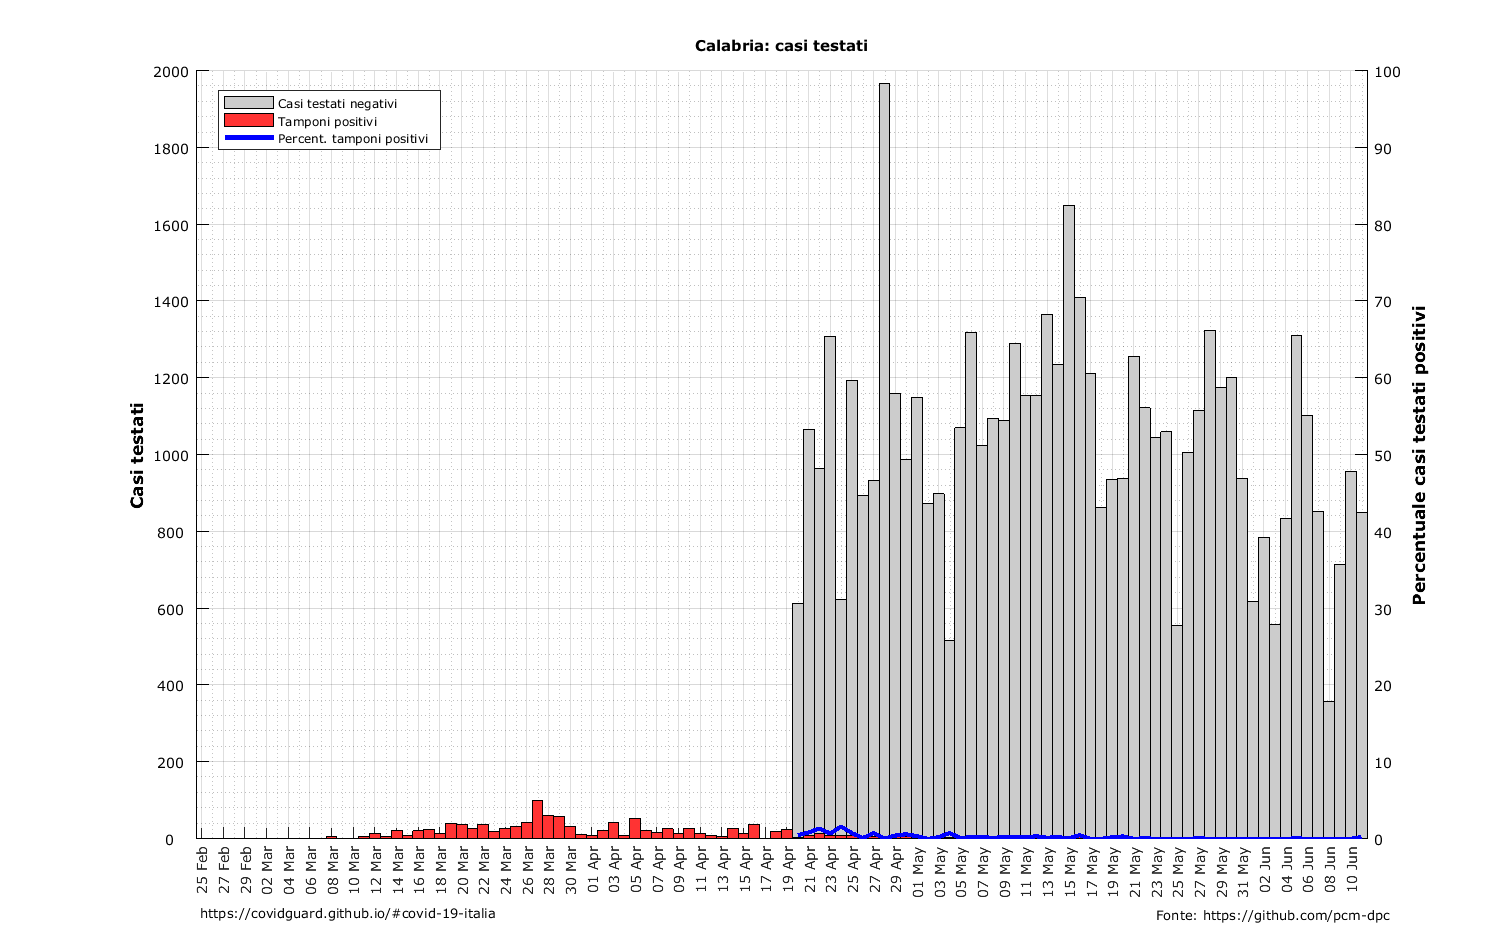 Calabria: casi testati
Casi testati negativi
Tamponi positivi
Percent. tamponi positivi
Casi testati
2000
1800
1600
1400
1200
1000
800
600
400
200
0
100
90
80
70
60
50
40
30
20
10
0
Percentuale casi testati positivi
25 Feb
27 Feb
29 Feb
02 Mar
04 Mar
06 Mar
08 Mar
10 Mar
12 Mar
14 Mar
16 Mar
18 Mar
20 Mar
22 Mar
24 Mar
26 Mar
28 Mar
30 Mar
01 Apr
03 Apr
05 Apr
07 Apr
09 Apr
11 Apr
13 Apr
15 Apr
17 Apr
19 Apr
21 Apr
23 Apr
25 Apr
27 Apr
29 Apr
01 May
03 May
05 May
07 May
09 May
11 May
13 May
15 May
17 May
19 May
21 May
23 May
25 May
27 May
29 May
31 May
02 Jun
04 Jun
06 Jun
08 Jun
10 Jun
https://covidguard.github.io/#covid-19-italia
Fonte: https://github.com/pcm-dpc